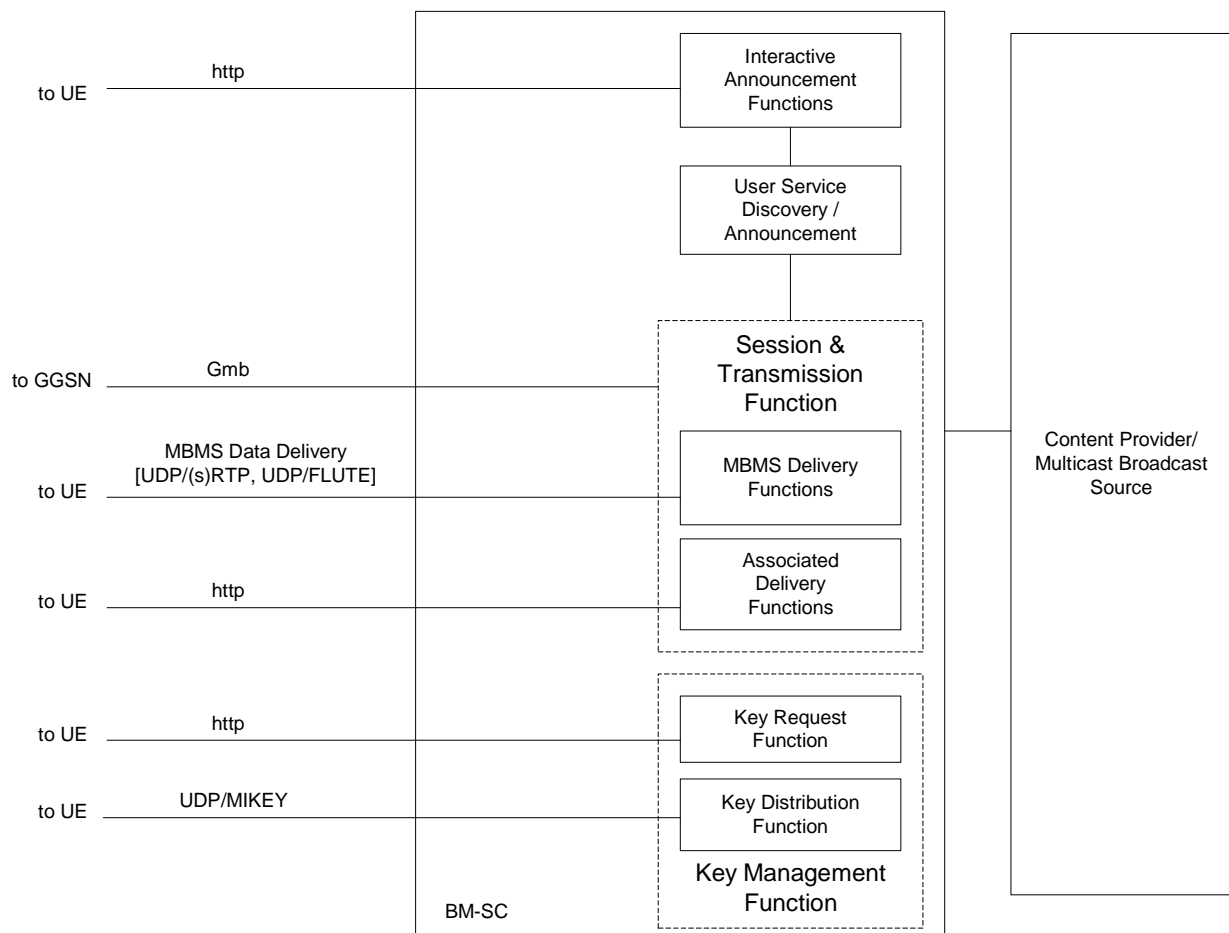 Interactive
Announcement
Functions
http
to UE
User Service
Discovery /
Announcement
Session &
Transmission
Function
Gmb
to GGSN
MBMS Data Delivery
[UDP/(s)RTP, UDP/FLUTE]
to UE
MBMS Delivery
Functions
Content Provider/
Multicast Broadcast
Source
Associated
Delivery
Functions
http
to UE
Key Request
Function
http
to UE
UDP/MIKEY
to UE
Key Distribution
Function
Key Management
Function
BM-SC